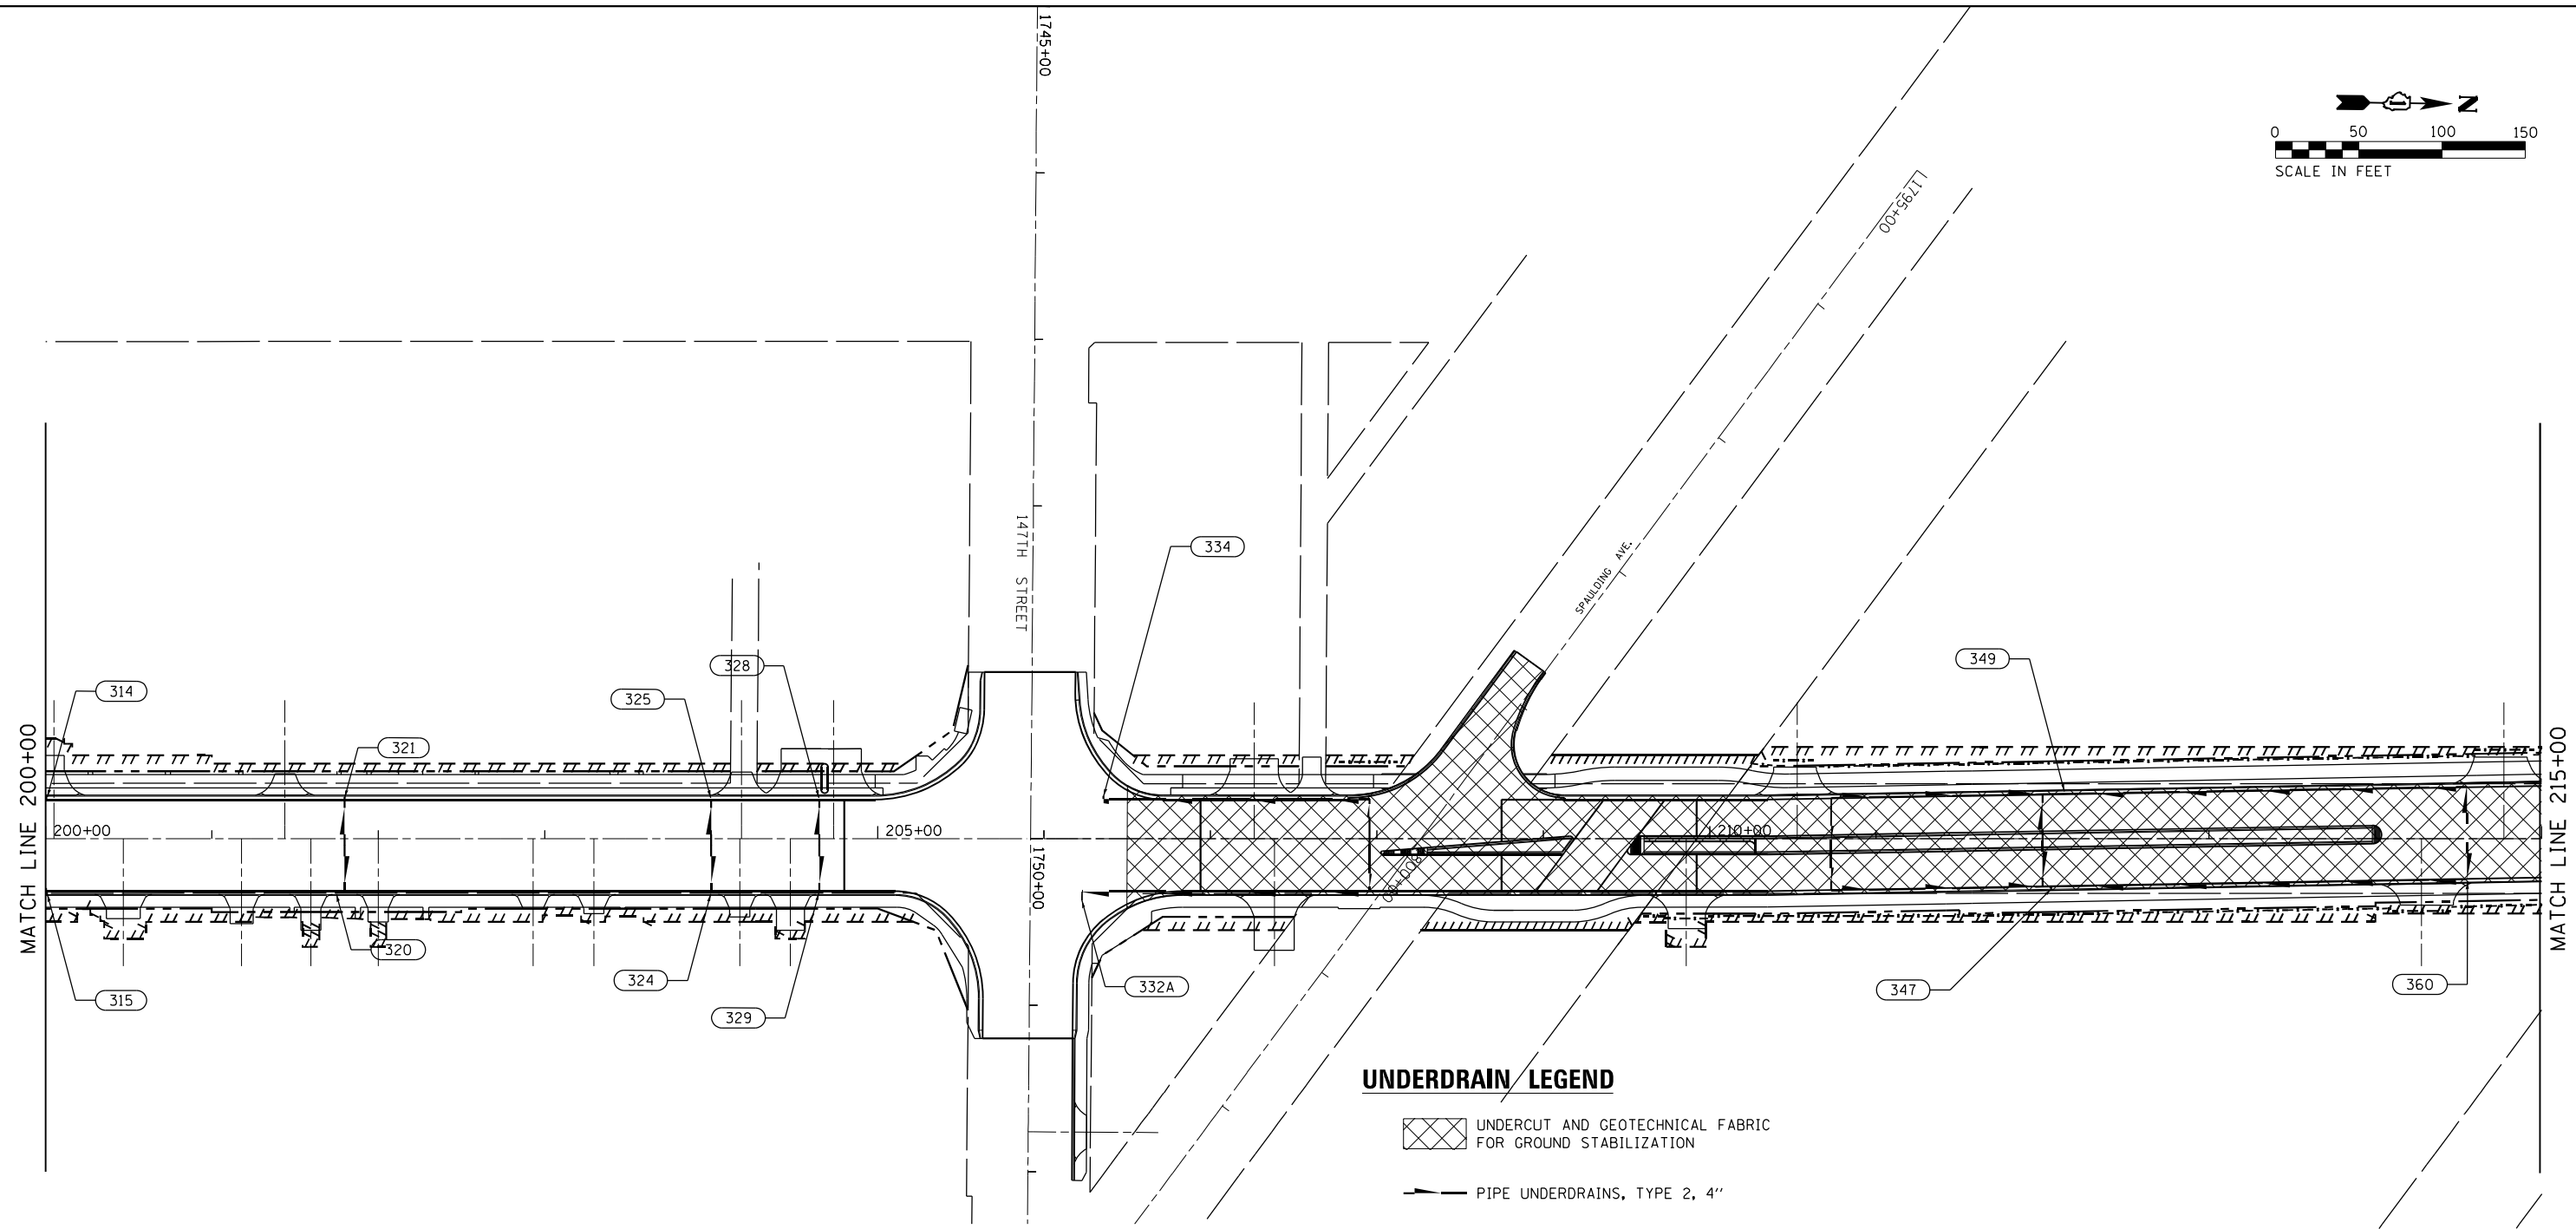 1745+00
N
0 50 100 150
SCALE IN FEET
1795+00
147TH STREET
334
SPAULDING AVE.
328
349
314
325
321
MATCH LINE 200+00
MATCH LINE 215+00
200+00
205+00
210+00
1750+00
1800+00
320
324
315
329
332A
347
360
UNDERDRAIN LEGEND
UNDERCUT AND GEOTECHNICAL FABRIC
FOR GROUND STABILIZATION
PIPE UNDERDRAINS, TYPE 2, 4"